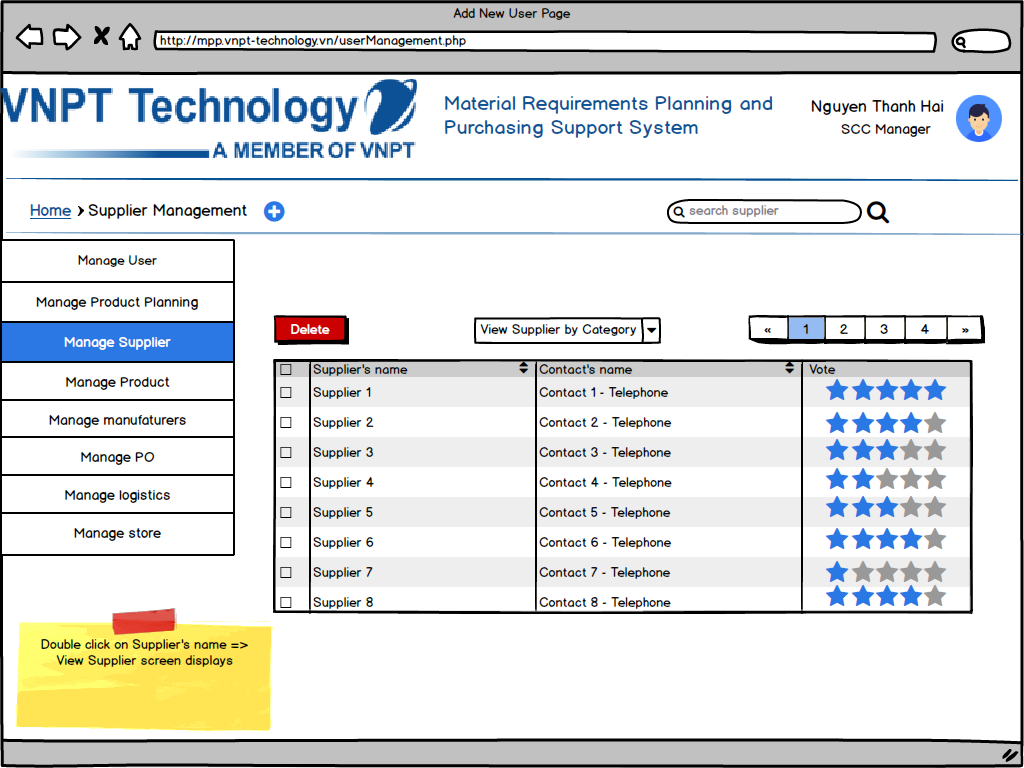 Add New User Page
http://mpp.vnpt-technology.vn/userManagement.php
VNPT Technology
A MEMBER OF VNPT
Material Requirements Planning and
Purchasing Support System
Nguyen Thanh Hai
SCC Manager
Home > Supplier Management
search supplier
Manage User
Manage Product Planning
Manage Supplier
Manage Product
Manage manufaturers
Manage PO
Manage logistics
Manage store
Delete
View Supplier by Category
« 1 2 3 4 »
Supplier's name Contact's name Vote
Supplier 1 Contact 1 - Telephone
Supplier 2 Contact 2 - Telephone
Supplier 3 Contact 3 - Telephone
Supplier 4 Contact 4 - Telephone
Supplier 5 Contact 5 - Telephone
Supplier 6 Contact 6 - Telephone
Supplier 7 Contact 7 - Telephone
Supplier 8 Contact 8 - Telephone
Double click on Supplier's name =>
View Supplier screen displays